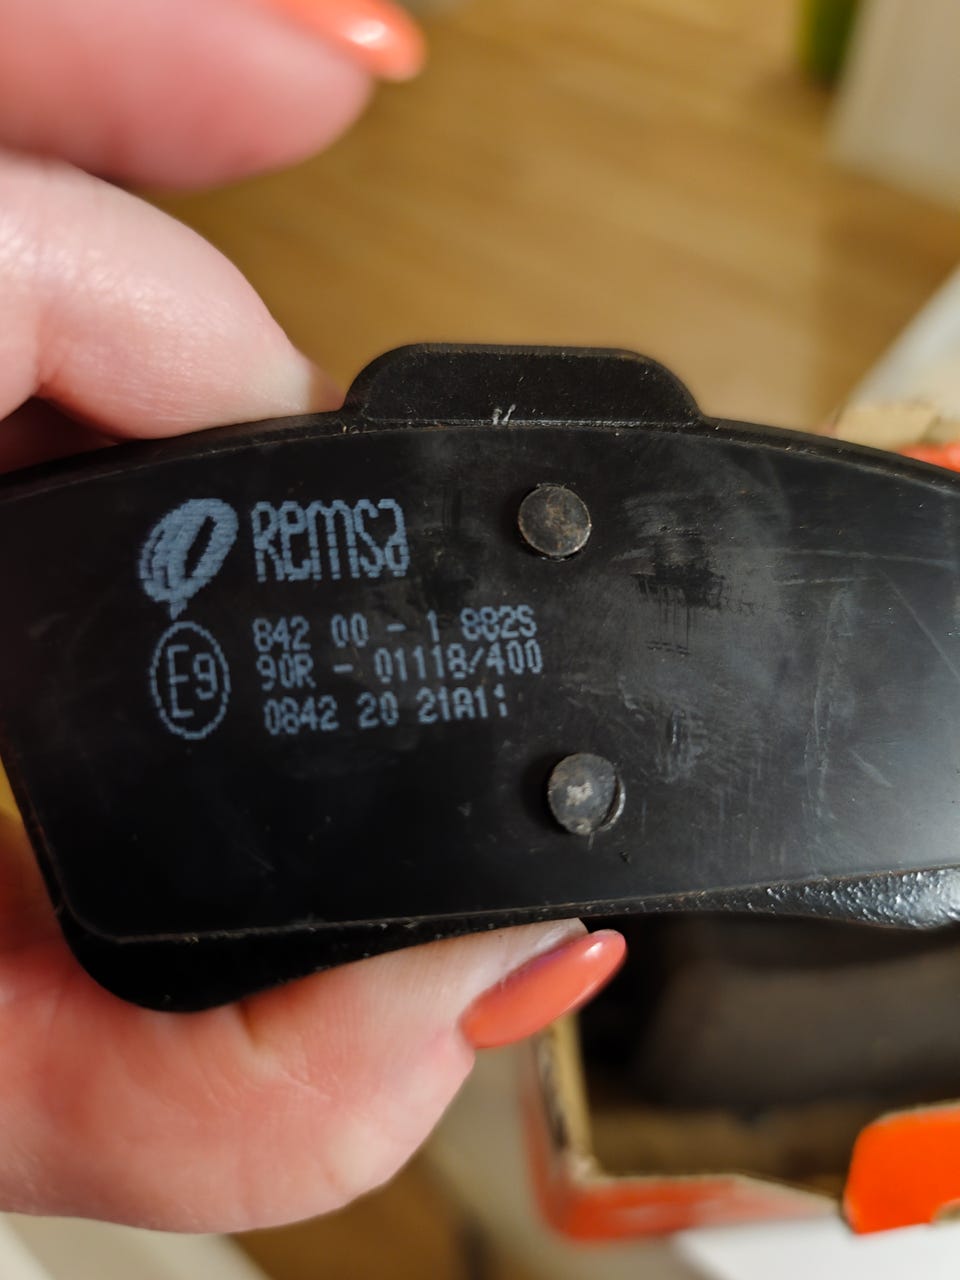 Remsa
842 00 - 1 882S
E9
90R - 01118/400
0842 20 21A11